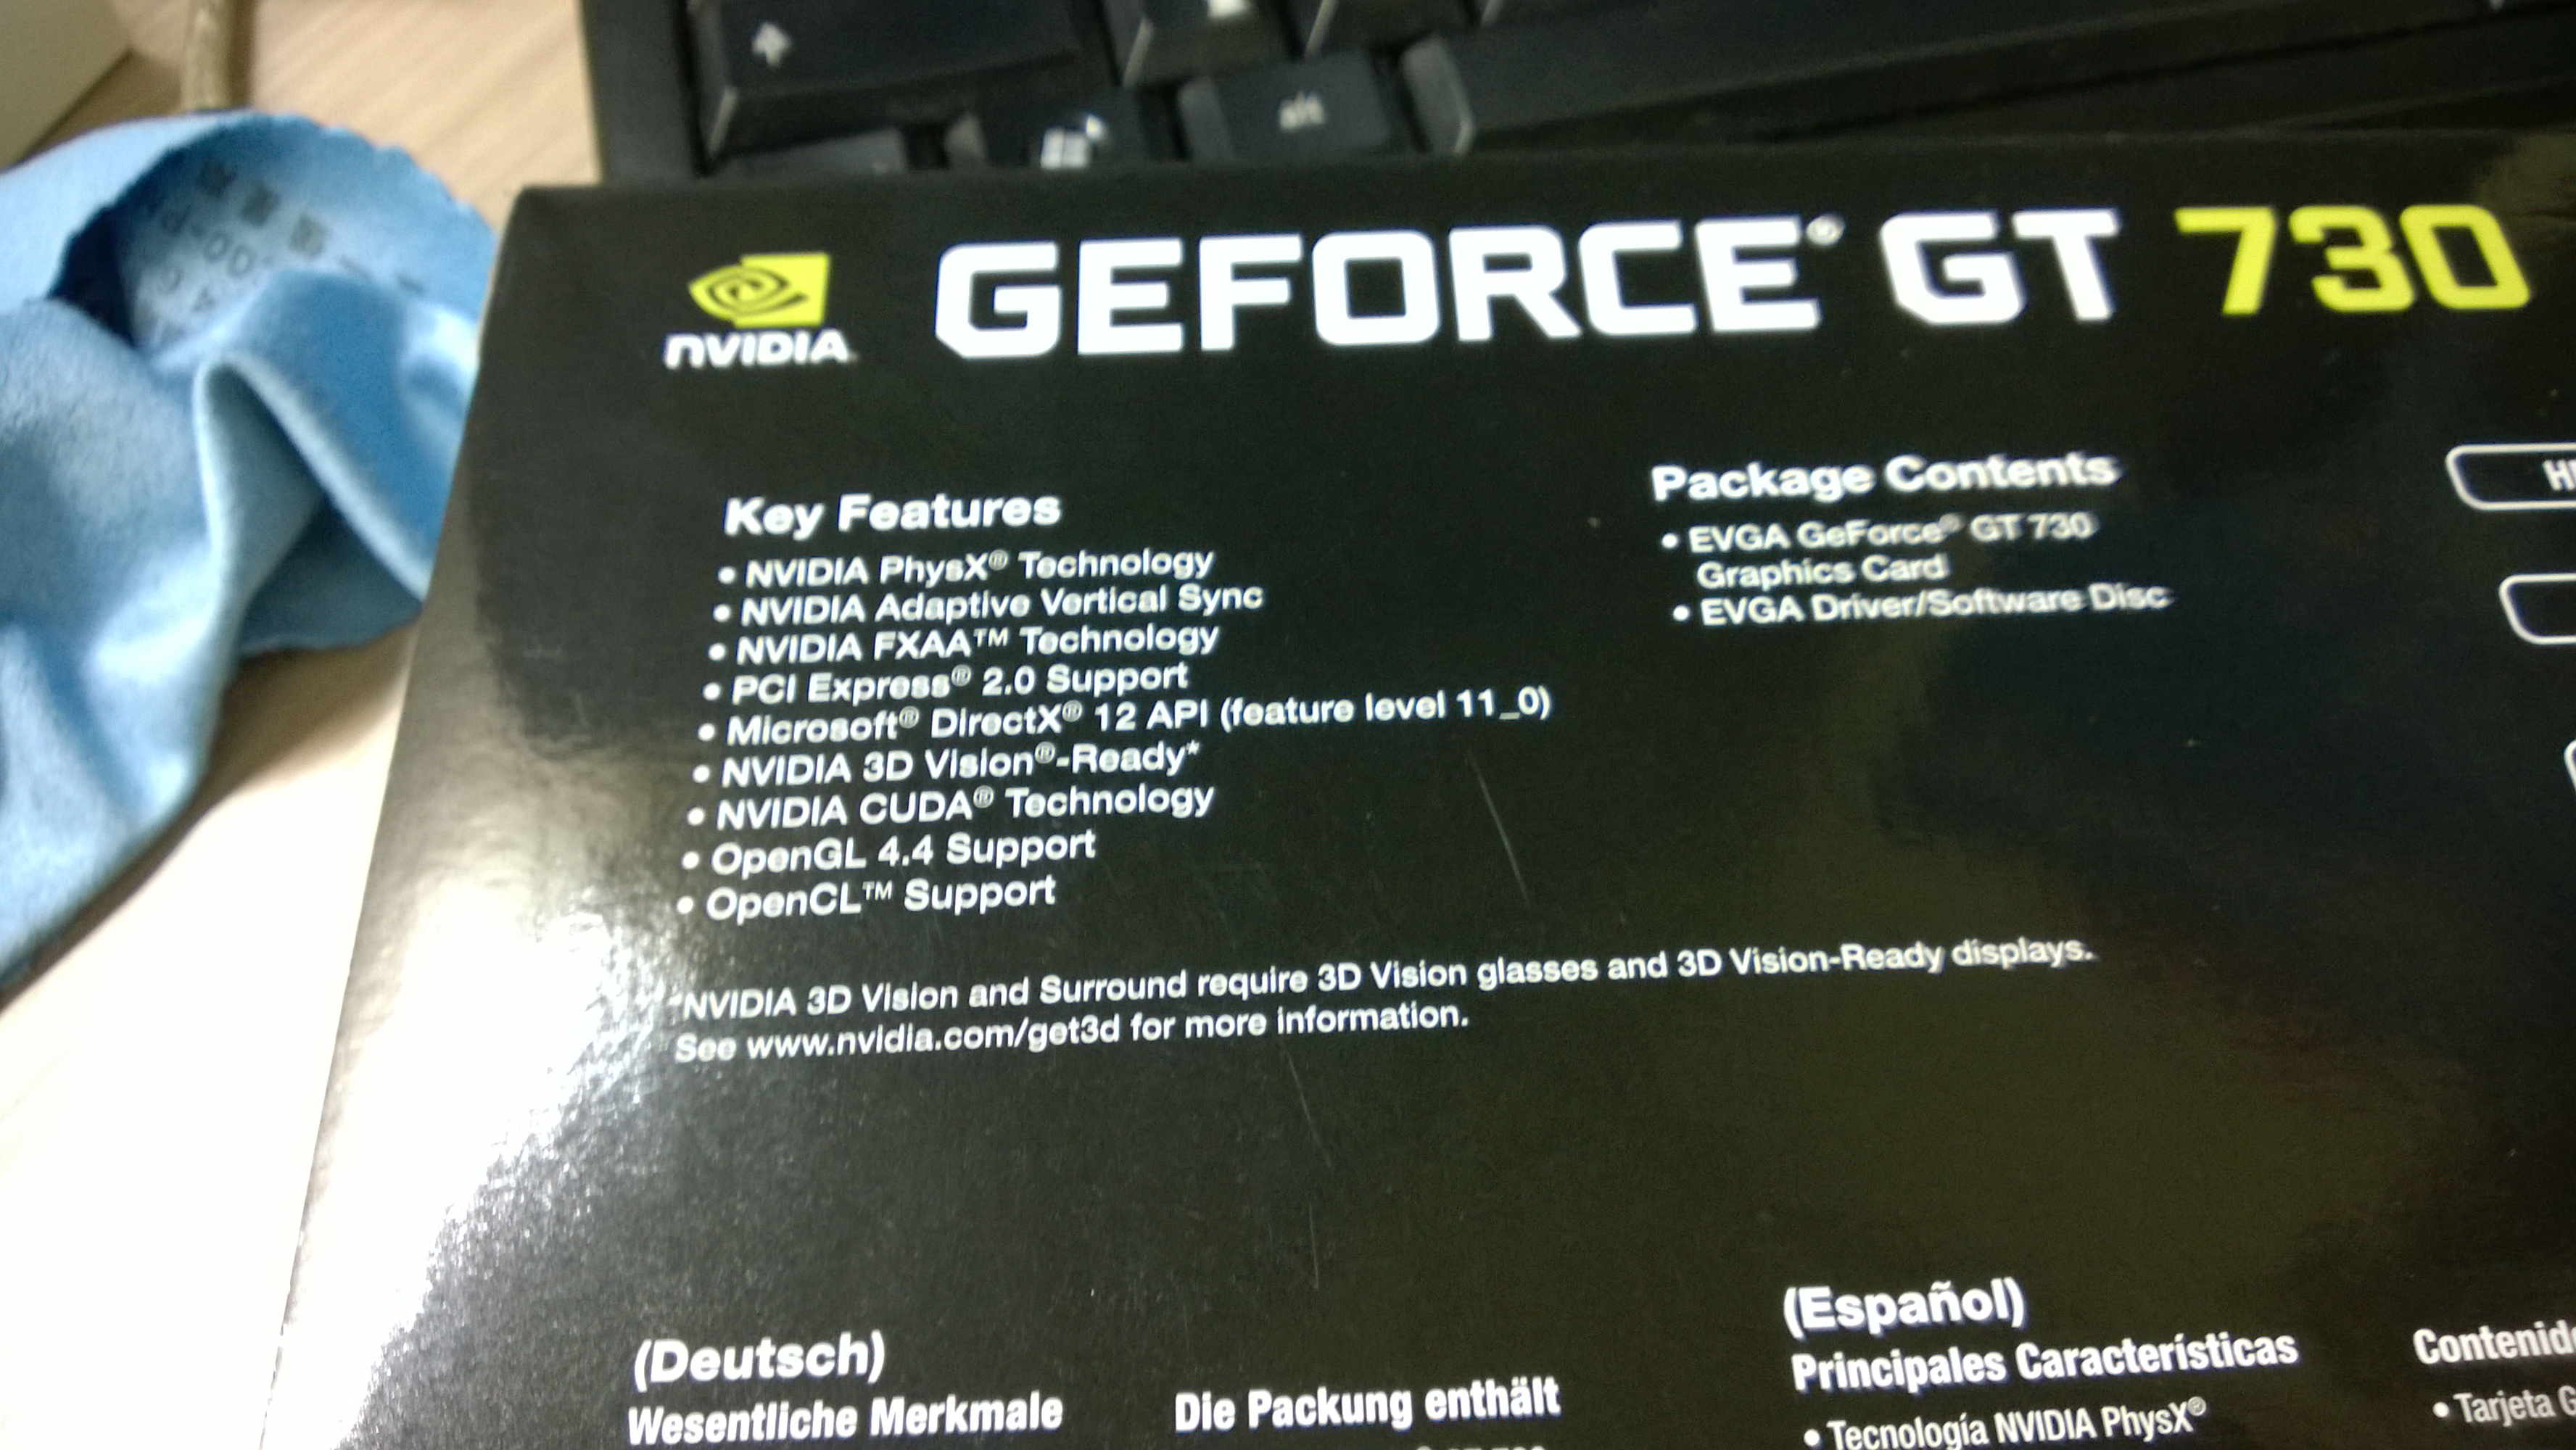 alt
NVIDIA
GEFORCE® GT 730
Key Features
• NVIDIA PhysX® Technology
• NVIDIA Adaptive Vertical Sync
• NVIDIA FXAA™ Technology
• PCI Express® 2.0 Support
• Microsoft® DirectX® 12 API (feature level 11_0)
• NVIDIA 3D Vision®-Ready*
• NVIDIA CUDA® Technology
• OpenGL 4.4 Support
• OpenCL™ Support
Package Contents
• EVGA GeForce® GT 730
Graphics Card
• EVGA Driver/Software Disc
*NVIDIA 3D Vision and Surround require 3D Vision glasses and 3D Vision-Ready displays.
See www.nvidia.com/get3d for more information.
(Deutsch)
Wesentliche Merkmale
Die Packung enthält
(Español)
Principales Características
• Tecnología NVIDIA PhysX®
Contenid
• Tarjeta G